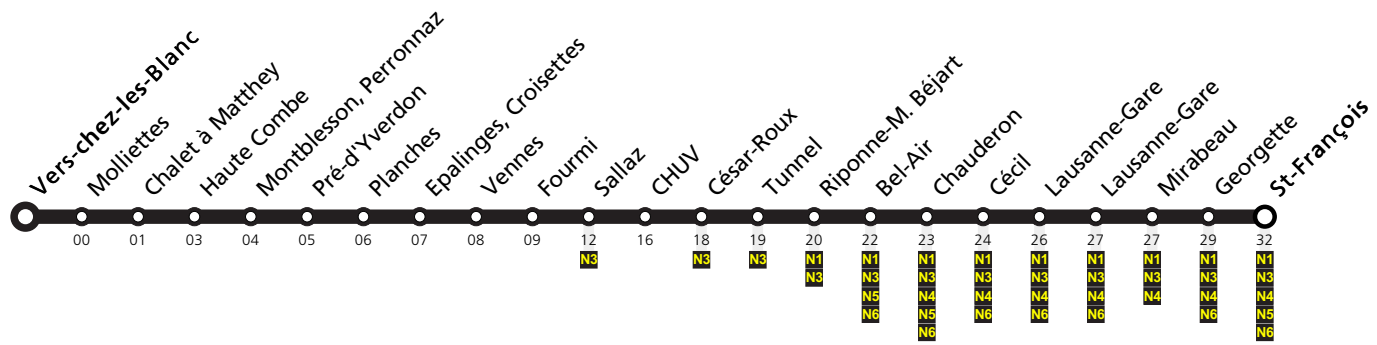 Vers-chez-les-Blanc
Molliettes
Chalet à Matthey
Haute Combe
Montblesson, Perronnaz
Pré-d'Yverdon
Planches
Epalinges, Croisettes
Vennes
Fourmi
Sallaz
CHUV
César-Roux
Tunnel
Riponne-M. Béjart
Bel-Air
Chauderon
Cécil
Lausanne-Gare
Lausanne-Gare
Mirabeau
Georgette
St-François
00 01 03 04 05 06 07 08 09 12 16 18 19 20 22 23 24 26 27 27 29 32
N3 N3 N3 N1 N1 N1 N1 N1 N1 N1 N1 N1
N3 N3 N3 N3 N3 N3 N3 N3 N3
N5 N4 N4 N4 N4 N4 N4 N4
N6 N5 N6 N6 N6 N6 N5
N6 N6